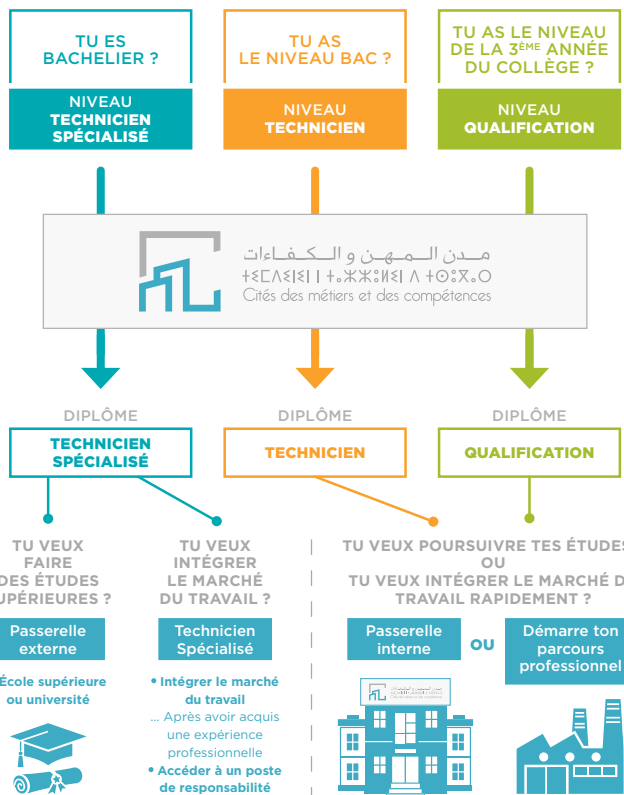 TU ES
BACHELIER ?
TU AS
LE NIVEAU BAC ?
TU AS LE NIVEAU
DE LA 3ÈME ANNÉE
DU COLLÈGE ?
NIVEAU
TECHNICIEN
SPÉCIALISÉ
NIVEAU
TECHNICIEN
NIVEAU
QUALIFICATION
مدن المهن و الكفاءات
ⵜⵉⵎⴷⵉⵏⵉⵏ ⵏ ⵜⴰⵣⵣⵓⵍⵉⵏ ⴷ ⵜⵙⵓⴳⴰⵔ
Cités des métiers et des compétences
DIPLÔME
TECHNICIEN
SPÉCIALISÉ
DIPLÔME
TECHNICIEN
DIPLÔME
QUALIFICATION
TU VEUX
FAIRE
DES ÉTUDES
SUPÉRIEURES ?
TU VEUX
INTÉGRER
LE MARCHÉ
DU TRAVAIL ?
TU VEUX POURSUIVRE TES ÉTUDES
OU
TU VEUX INTÉGRER LE MARCHÉ DU
TRAVAIL RAPIDEMENT ?
Passerelle
externe
Technicien
Spécialisé
Passerelle
interne
OU
Démarre ton
parcours
professionnel
École supérieure
ou université
• Intégrer le marché
du travail
... Après avoir acquis
une expérience
professionnelle
• Accéder à un poste
de responsabilité